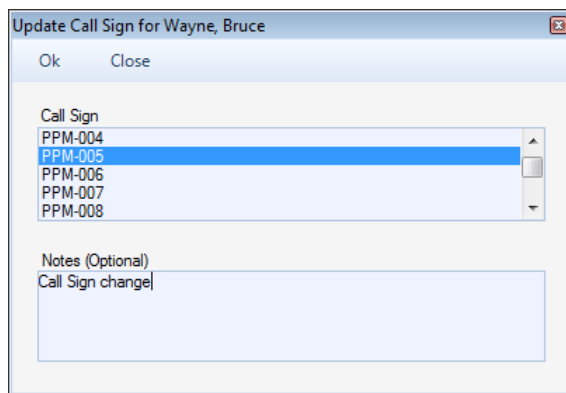 Update Call Sign for Wayne, Bruce
Ok Close
Call Sign
PPM-004
PPM-005
PPM-006
PPM-007
PPM-008
Notes (Optional)
Call Sign change